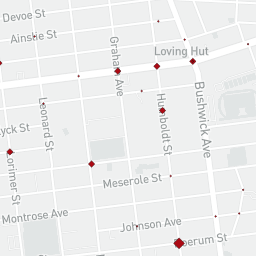 Devoe St
Ainslie St
Graham Ave
Loving Hut
Leonard St
Humboldt St
Bushwick Ave
yck St
Lorimer St
Meserole St
Montrose Ave
Johnson Ave
erum St